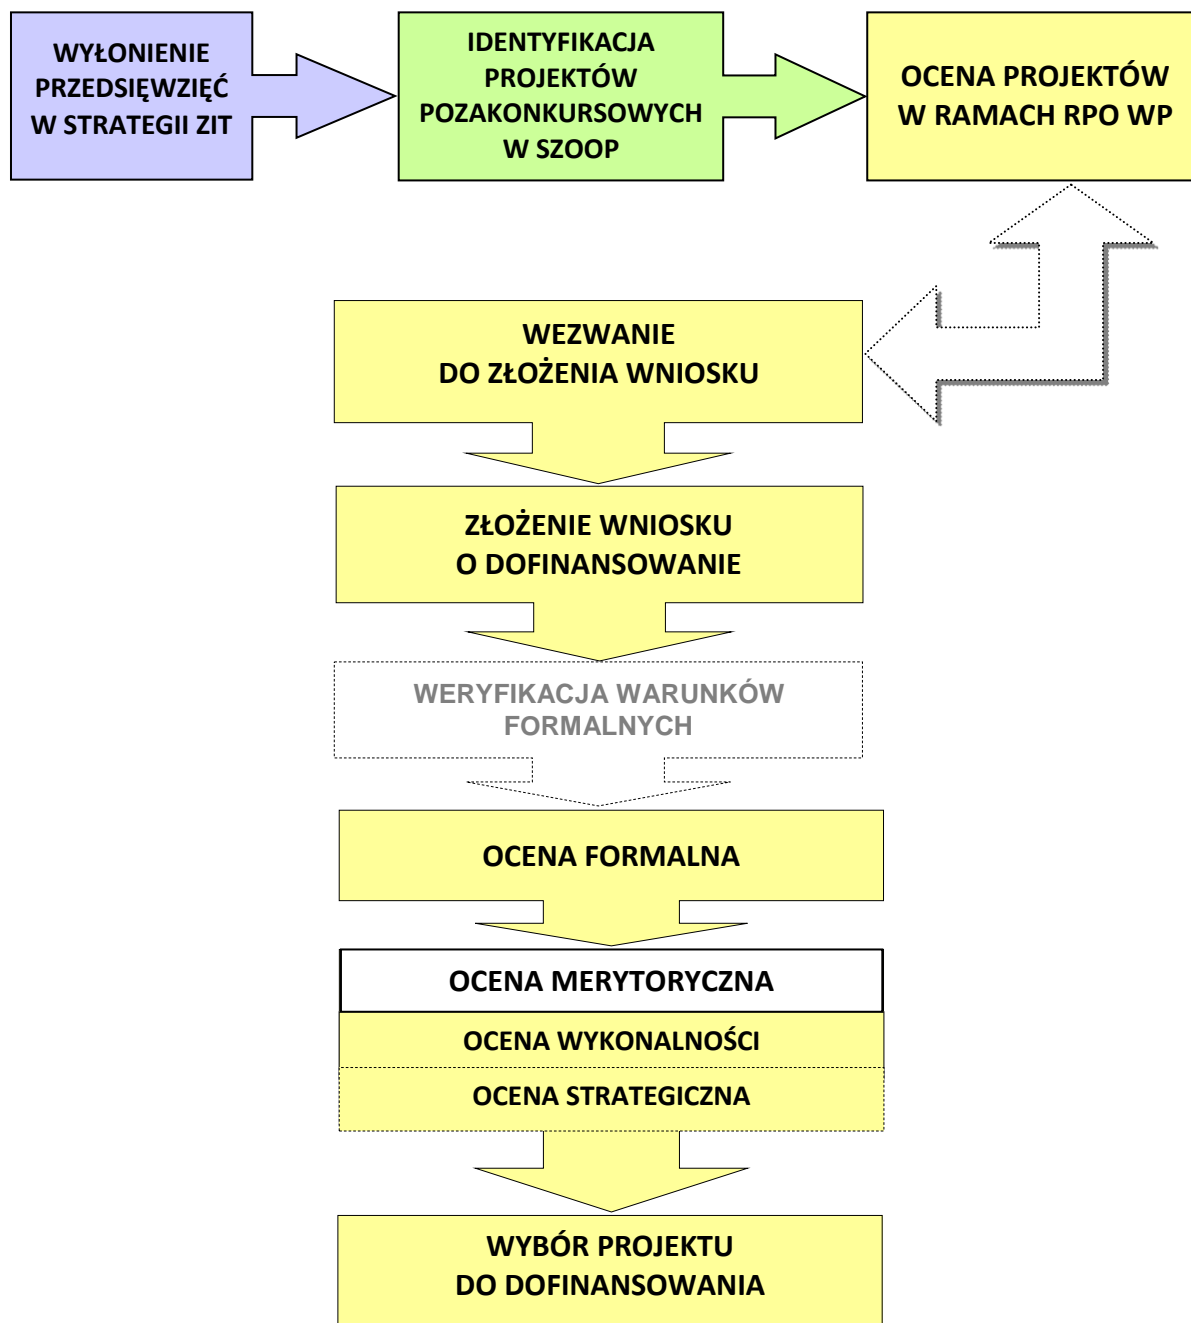 WYŁONIENIE
PRZEDSIĘWZIĘĆ
W STRATEGII ZIT
IDENTYFIKACJA
PROJEKTÓW
POZAKONKURSOWYCH
W SZOOP
OCENA PROJEKTÓW
W RAMACH RPO WP
WEZWANIE
DO ZŁOŻENIA WNIOSKU
ZŁOŻENIE WNIOSKU
O DOFINANSOWANIE
WERYFIKACJA WARUNKÓW
FORMALNYCH
OCENA FORMALNA
OCENA MERYTORYCZNA
OCENA WYKONALNOŚCI
OCENA STRATEGICZNA
WYBÓR PROJEKTU
DO DOFINANSOWANIA